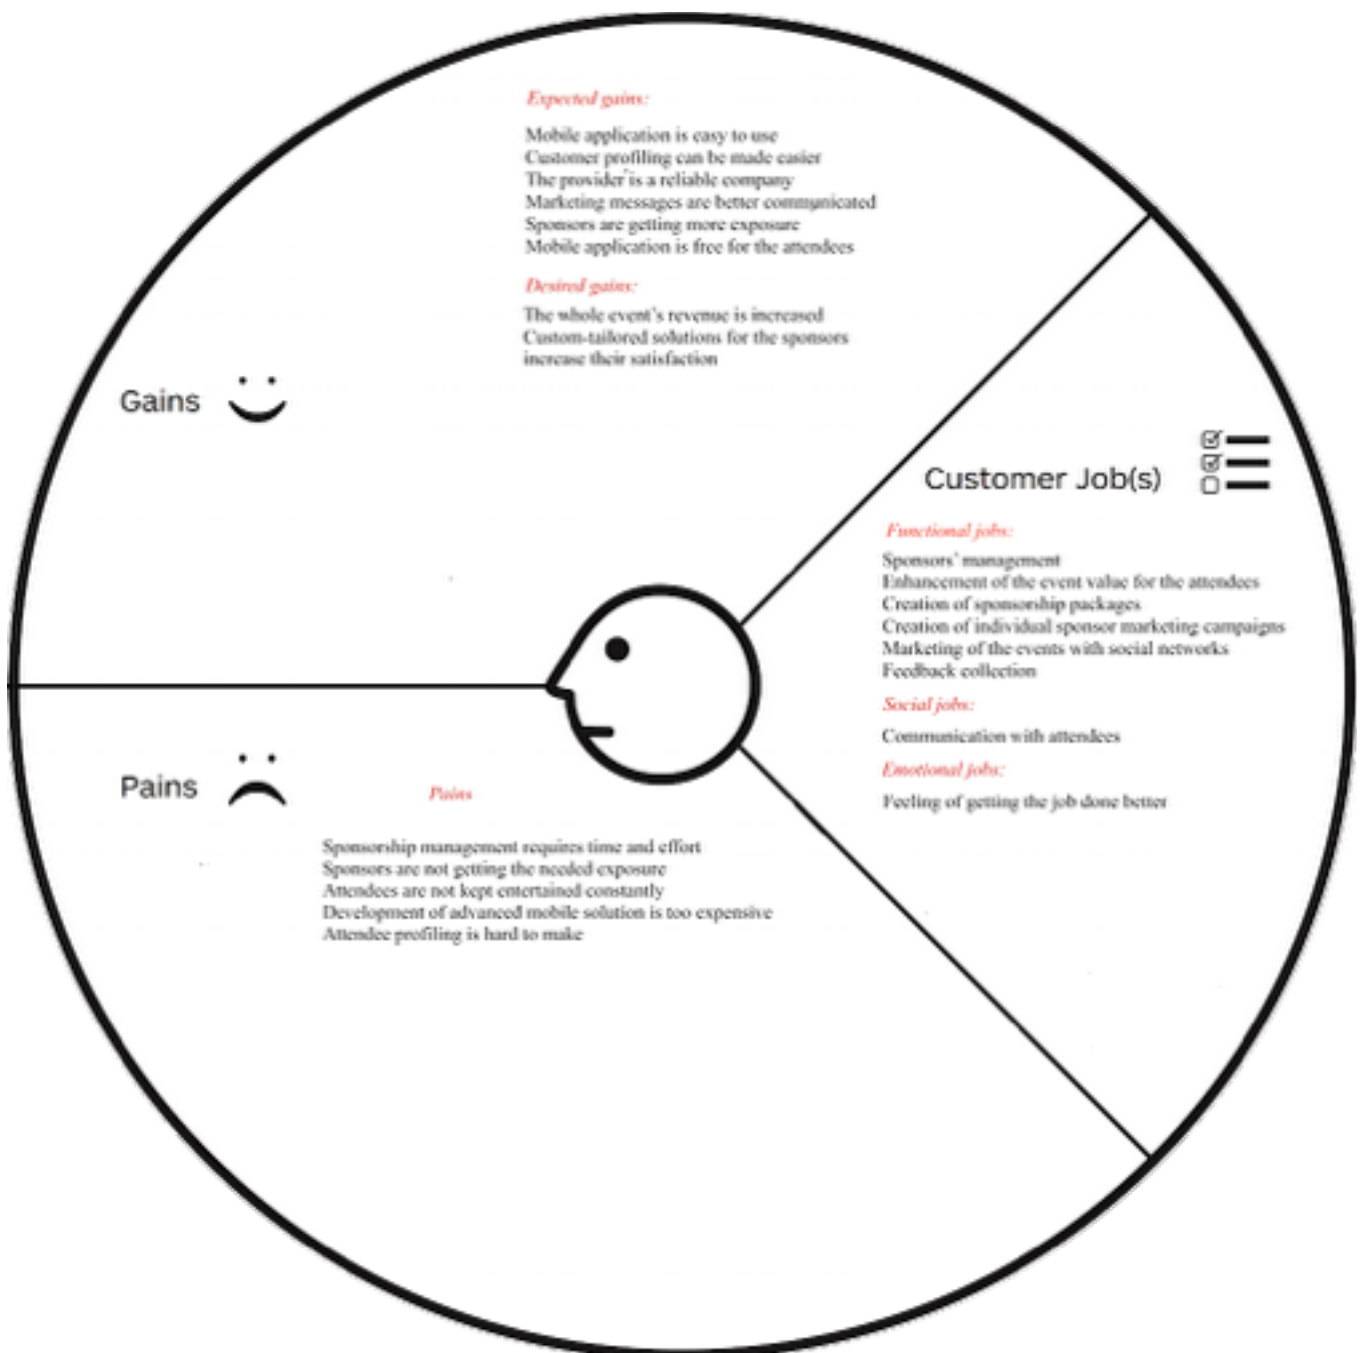 Expected gains:
Mobile application is easy to use
Customer profiling can be made easier
The provider is a reliable company
Marketing messages are better communicated
Sponsors are getting more exposure
Mobile application is free for the attendees
Desired gains:
The whole event's revenue is increased
Custom-tailored solutions for the sponsors
increase their satisfaction
Gains
Customer Job(s)
Functional jobs:
Sponsors' management
Enhancement of the event value for the attendees
Creation of sponsorship packages
Creation of individual sponsor marketing campaigns
Marketing of the events with social networks
Feedback collection
Social jobs:
Communication with attendees
Emotional jobs:
Feeling of getting the job done better
Pains
Pains
Sponsorship management requires time and effort
Sponsors are not getting the needed exposure
Attendees are not kept entertained constantly
Development of advanced mobile solution is too expensive
Attendee profiling is hard to make